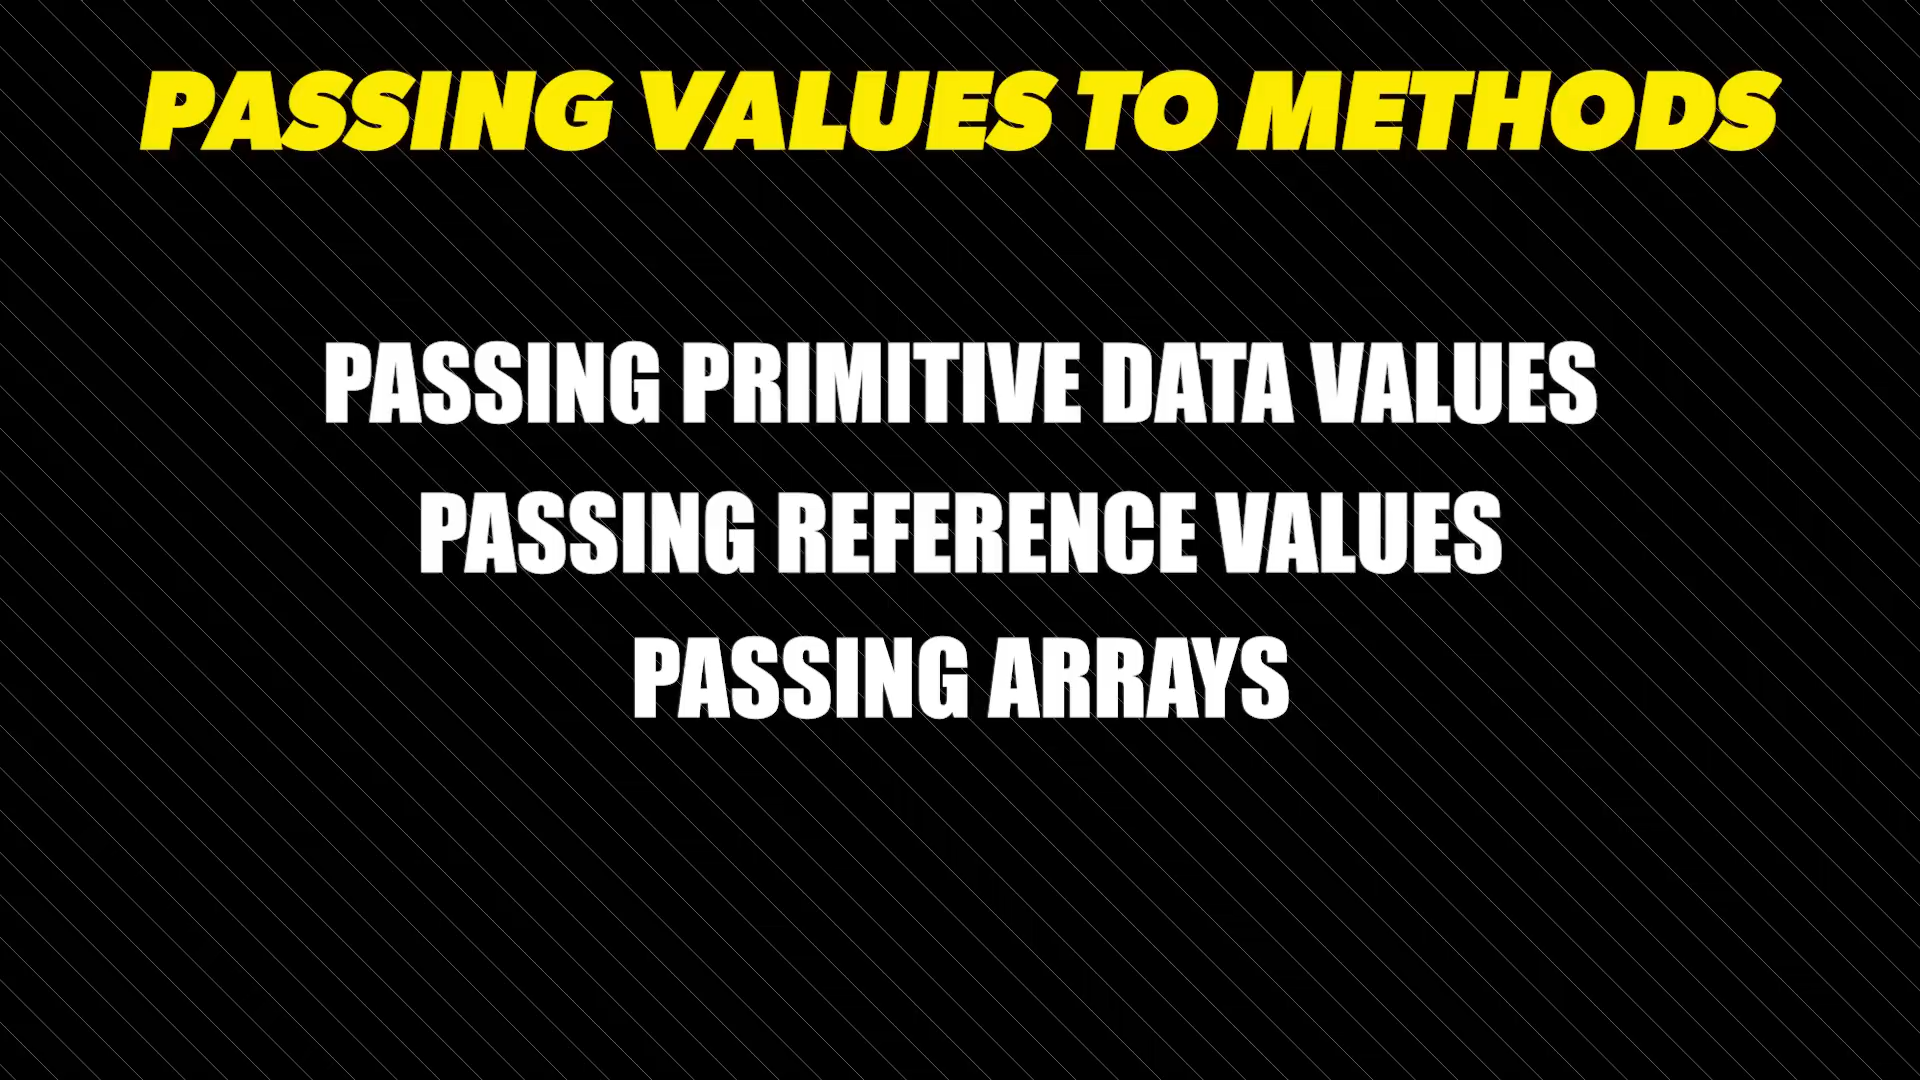 PASSING VALUES TO METHODS
PASSING PRIMITIVE DATA VALUES
PASSING REFERENCE VALUES
PASSING ARRAYS